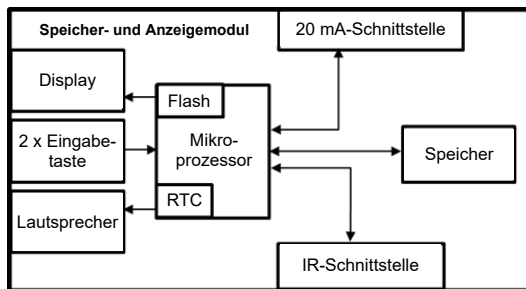 Speicher- und Anzeigemodul
20 mA-Schnittstelle
Display
Flash
2 x Eingabe-
taste
Mikro-
prozessor
Speicher
RTC
Lautsprecher
IR-Schnittstelle